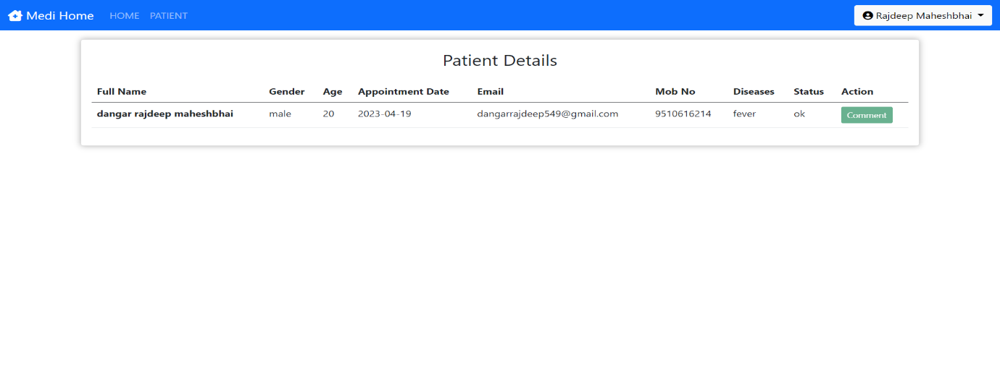 Medi Home HOME PATIENT Rajdeep Maheshbhai
Patient Details
Full Name Gender Age Appointment Date Email Mob No Diseases Status Action
dangar rajdeep maheshbhai male 20 2023-04-19 dangarrajdeep549@gmail.com 9510616214 fever ok Comment